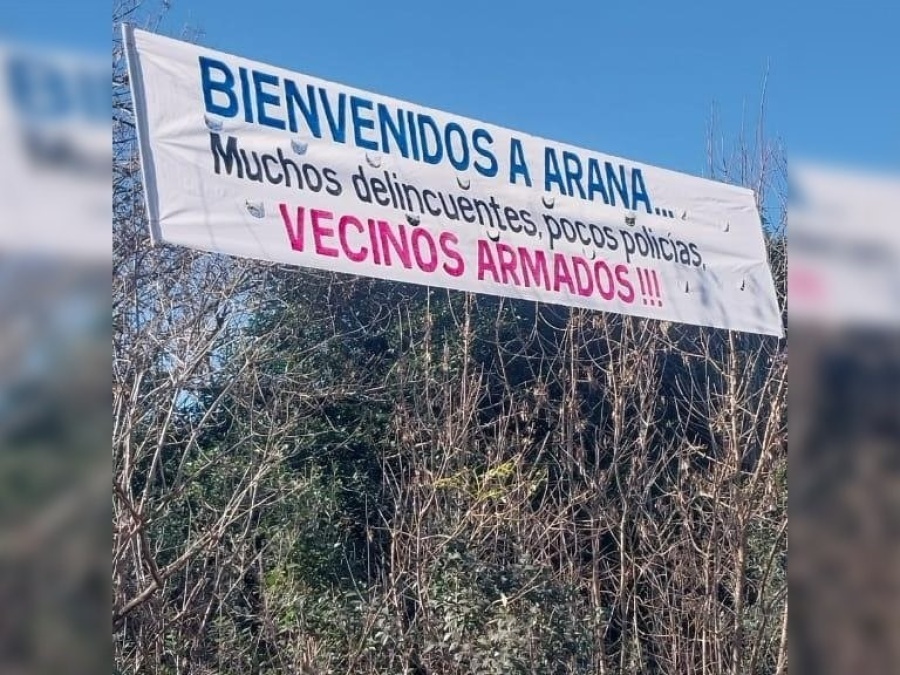 BIENVENIDOS A ARANA...
Muchos delincuentes, pocos policías,
VECINOS ARMADOS!!!